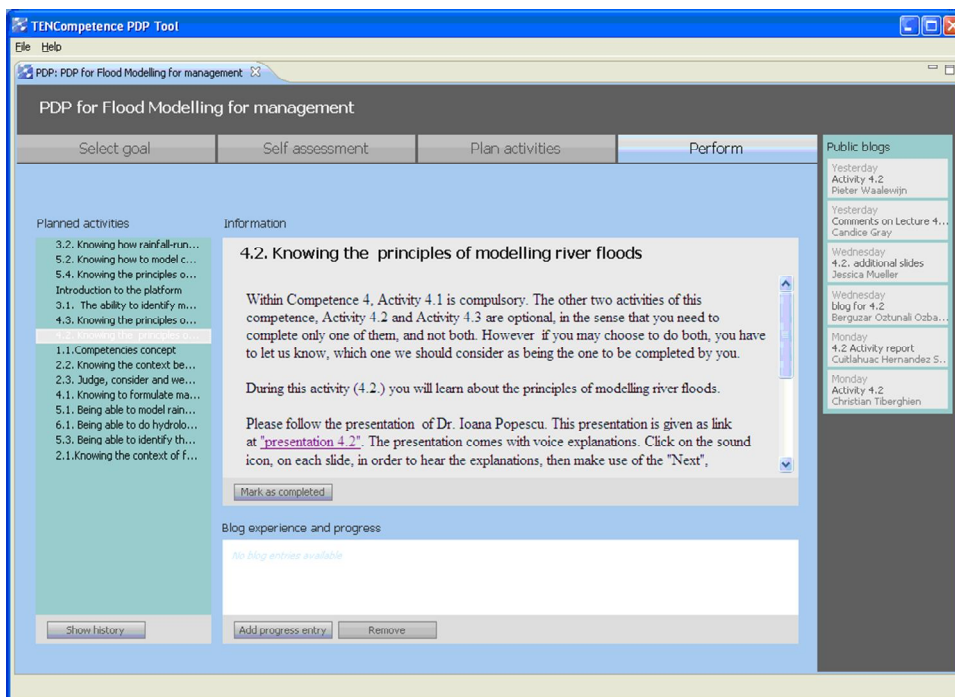 TENCompetence PDP Tool
File Help
PDP: PDP for Flood Modelling for management
PDP for Flood Modelling for management
Select goal
Self assessment
Plan activities
Perform
Planned activities
3.2. Knowing how rainfall-run...
5.2. Knowing how to model c...
5.4. Knowing the principles o...
Introduction to the platform
3.1. The ability to identify m...
4.3. Knowing the principles o...
4.2. Knowing the principles o...
1.1.Competencies concept
2.2. Knowing the context be...
2.3. Judge, consider and we...
4.1. Knowing to formulate ma...
5.1. Being able to model rain...
6.1. Being able to do hydrolo...
5.3. Being able to identify th...
2.1.Knowing the context of f...
Show history
Information
4.2. Knowing the principles of modelling river floods
Within Competence 4, Activity 4.1 is compulsory. The other two activities of this
competence, Activity 4.2 and Activity 4.3 are optional, in the sense that you need to
complete only one of them, and not both. However if you may choose to do both, you have
to let us know, which one we should consider as being the one to be completed by you.
During this activity (4.2.) you will learn about the principles of modelling river floods.
Please follow the presentation of Dr. Ioana Popescu. This presentation is given as link
at "presentation 4.2". The presentation comes with voice explanations. Click on the sound
icon, on each slide, in order to hear the explanations, then make use of the "Next",
Mark as completed
Blog experience and progress
No blog entries available
Add progress entry
Remove
Public blogs
Yesterday
Activity 4.2
Pieter Waalewijn
Yesterday
Comments on Lecture 4...
Candice Gray
Wednesday
4.2. additional slides
Jessica Mueller
Wednesday
blog for 4.2
Berguzar Oztunali Ozba...
Monday
4.2 Activity report
Cuitlahuac Hernandez S...
Monday
Activity 4.2
Christian Tiberghien